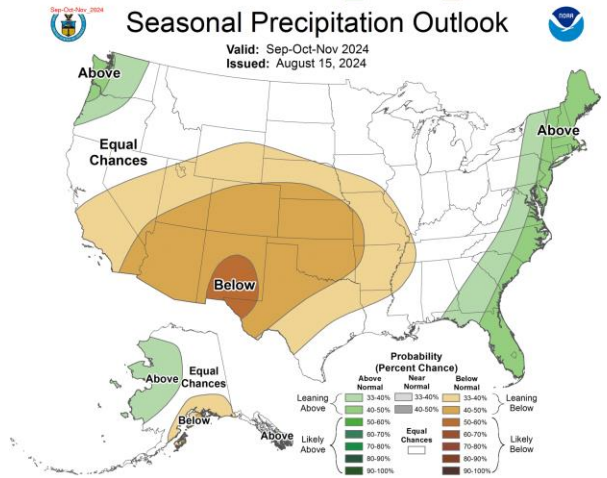 Sep-Oct-Nov_2024
Seasonal Precipitation Outlook
NOAA
Valid: Sep-Oct-Nov 2024
Issued: August 15, 2024
Above
Equal
Chances
Above
Below
Above
Equal
Chances
Below
Above
Probability
(Percent Chance)
Above
Normal
Near
Normal
Below
Normal
Leaning
Above
33-40%
40-50%
33-40%
40-50%
33-40%
40-50%
Leaning
Below
Likely
Above
50-60%
60-70%
70-80%
80-90%
90-100%
Equal
Chances
50-60%
60-70%
70-80%
80-90%
90-100%
Likely
Below